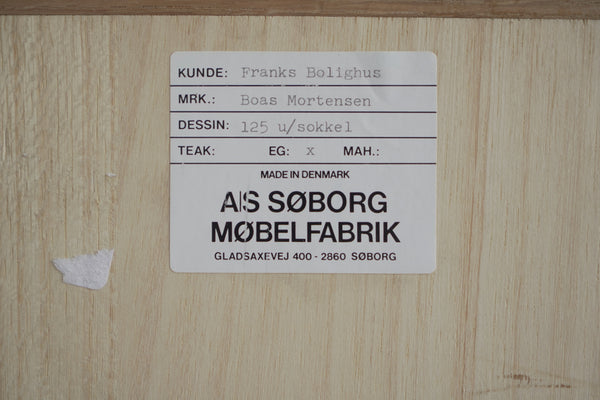 KUNDE: Franks Bolighus
MRK.: Boas Mortensen
DESSIN: 125 u/sokkel
TEAK: EG: x MAH.:
MADE IN DENMARK
A/S SØBORG
MØBELFABRIK
GLADSAXEVEJ 400 - 2860 SØBORG